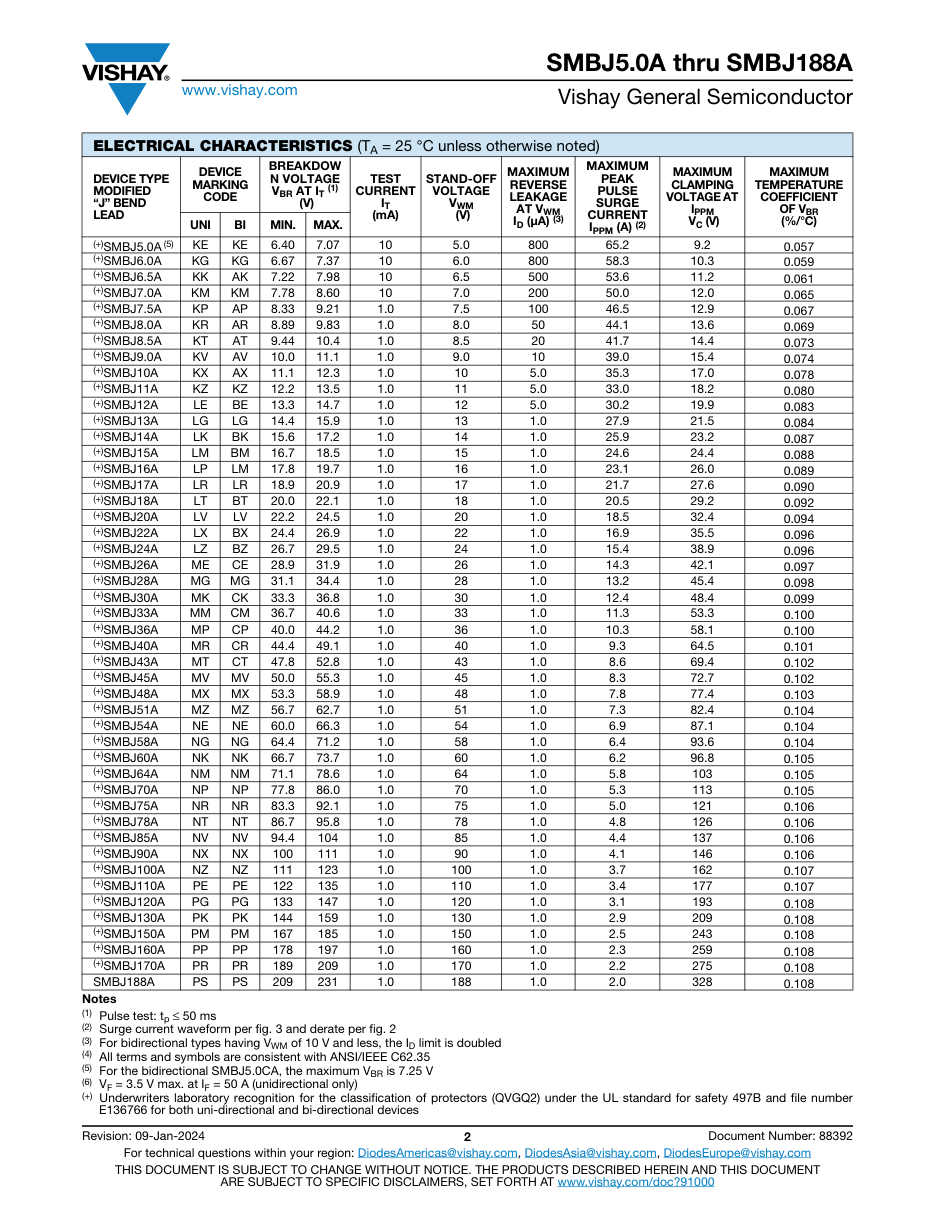 VISHAY®
www.vishay.com
SMBJ5.0A thru SMBJ188A
Vishay General Semiconductor
ELECTRICAL CHARACTERISTICS (TA = 25 °C unless otherwise noted)
DEVICE TYPE MODIFIED “J” BEND LEAD | DEVICE MARKING CODE | BREAKDOW N VOLTAGE VBR AT IT (1) (V) | TEST CURRENT IT (mA) | STAND-OFF VOLTAGE VWM (V) | MAXIMUM REVERSE LEAKAGE AT VWM ID (μA) (3) | MAXIMUM PEAK PULSE SURGE CURRENT IPPM (A) (2) | MAXIMUM CLAMPING VOLTAGE AT IPPM VC (V) | MAXIMUM TEMPERATURE COEFFICIENT OF VBR (%/°C)
UNI BI MIN. MAX.
(+)SMBJ5.0A (5) KE KE 6.40 7.07 10 5.0 800 65.2 9.2 0.057
(+)SMBJ6.0A KG KG 6.67 7.37 10 6.0 800 58.3 10.3 0.059
(+)SMBJ6.5A KK AK 7.22 7.98 10 6.5 500 53.6 11.2 0.061
(+)SMBJ7.0A KM KM 7.78 8.60 10 7.0 200 50.0 12.0 0.065
(+)SMBJ7.5A KP AP 8.33 9.21 1.0 7.5 100 46.5 12.9 0.067
(+)SMBJ8.0A KR AR 8.89 9.83 1.0 8.0 50 44.1 13.6 0.069
(+)SMBJ8.5A KT AT 9.44 10.4 1.0 8.5 20 41.7 14.4 0.073
(+)SMBJ9.0A KV AV 10.0 11.1 1.0 9.0 10 39.0 15.4 0.074
(+)SMBJ10A KX AX 11.1 12.3 1.0 10 5.0 35.3 17.0 0.078
(+)SMBJ11A KZ KZ 12.2 13.5 1.0 11 5.0 33.0 18.2 0.080
(+)SMBJ12A LE BE 13.3 14.7 1.0 12 5.0 30.2 19.9 0.083
(+)SMBJ13A LG LG 14.4 15.9 1.0 13 1.0 27.9 21.5 0.084
(+)SMBJ14A LK BK 15.6 17.2 1.0 14 1.0 25.9 23.2 0.087
(+)SMBJ15A LM BM 16.7 18.5 1.0 15 1.0 24.6 24.4 0.088
(+)SMBJ16A LP LM 17.8 19.7 1.0 16 1.0 23.1 26.0 0.089
(+)SMBJ17A LR LR 18.9 20.9 1.0 17 1.0 21.7 27.6 0.090
(+)SMBJ18A LT BT 20.0 22.1 1.0 18 1.0 20.5 29.2 0.092
(+)SMBJ20A LV LV 22.2 24.5 1.0 20 1.0 18.5 32.4 0.094
(+)SMBJ22A LX BX 24.4 26.9 1.0 22 1.0 16.9 35.5 0.096
(+)SMBJ24A LZ BZ 26.7 29.5 1.0 24 1.0 15.4 38.9 0.096
(+)SMBJ26A ME CE 28.9 31.9 1.0 26 1.0 14.3 42.1 0.097
(+)SMBJ28A MG MG 31.1 34.4 1.0 28 1.0 13.2 45.4 0.098
(+)SMBJ30A MK CK 33.3 36.8 1.0 30 1.0 12.4 48.4 0.099
(+)SMBJ33A MM CM 36.7 40.6 1.0 33 1.0 11.3 53.3 0.100
(+)SMBJ36A MP CP 40.0 44.2 1.0 36 1.0 10.3 58.1 0.100
(+)SMBJ40A MR CR 44.4 49.1 1.0 40 1.0 9.3 64.5 0.101
(+)SMBJ43A MT CT 47.8 52.8 1.0 43 1.0 8.6 69.4 0.102
(+)SMBJ45A MV MV 50.0 55.3 1.0 45 1.0 8.3 72.7 0.102
(+)SMBJ48A MX MX 53.3 58.9 1.0 48 1.0 7.8 77.4 0.103
(+)SMBJ51A MZ MZ 56.7 62.7 1.0 51 1.0 7.3 82.4 0.104
(+)SMBJ54A NE NE 60.0 66.3 1.0 54 1.0 6.9 87.1 0.104
(+)SMBJ58A NG NG 64.4 71.2 1.0 58 1.0 6.4 93.6 0.104
(+)SMBJ60A NK NK 66.7 73.7 1.0 60 1.0 6.2 96.8 0.105
(+)SMBJ64A NM NM 71.1 78.6 1.0 64 1.0 5.8 103 0.105
(+)SMBJ70A NP NP 77.8 86.0 1.0 70 1.0 5.3 113 0.105
(+)SMBJ75A NR NR 83.3 92.1 1.0 75 1.0 5.0 121 0.106
(+)SMBJ78A NT NT 86.7 95.8 1.0 78 1.0 4.8 126 0.106
(+)SMBJ85A NV NV 94.4 104 1.0 85 1.0 4.4 137 0.106
(+)SMBJ90A NX NX 100 111 1.0 90 1.0 4.1 146 0.106
(+)SMBJ100A NZ NZ 111 123 1.0 100 1.0 3.7 162 0.107
(+)SMBJ110A PE PE 122 135 1.0 110 1.0 3.4 177 0.107
(+)SMBJ120A PG PG 133 147 1.0 120 1.0 3.1 193 0.108
(+)SMBJ130A PK PK 144 159 1.0 130 1.0 2.9 209 0.108
(+)SMBJ150A PM PM 167 185 1.0 150 1.0 2.5 243 0.108
(+)SMBJ160A PP PP 178 197 1.0 160 1.0 2.3 259 0.108
(+)SMBJ170A PR PR 189 209 1.0 170 1.0 2.2 275 0.108
SMBJ188A PS PS 209 231 1.0 188 1.0 2.0 328 0.108
Notes
(1) Pulse test: tp ≤ 50 ms
(2) Surge current waveform per fig. 3 and derate per fig. 2
(3) For bidirectional types having VWM of 10 V and less, the ID limit is doubled
(4) All terms and symbols are consistent with ANSI/IEEE C62.35
(5) For the bidirectional SMBJ5.0CA, the maximum VBR is 7.25 V
(6) VF = 3.5 V max. at IF = 50 A (unidirectional only)
(+) Underwriters laboratory recognition for the classification of protectors (QVGQ2) under the UL standard for safety 497B and file number
E136766 for both uni-directional and bi-directional devices
Revision: 09-Jan-2024 2 Document Number: 88392
For technical questions within your region: DiodesAmericas@vishay.com, DiodesAsia@vishay.com, DiodesEurope@vishay.com
THIS DOCUMENT IS SUBJECT TO CHANGE WITHOUT NOTICE. THE PRODUCTS DESCRIBED HEREIN AND THIS DOCUMENT
ARE SUBJECT TO SPECIFIC DISCLAIMERS, SET FORTH AT www.vishay.com/doc?91000